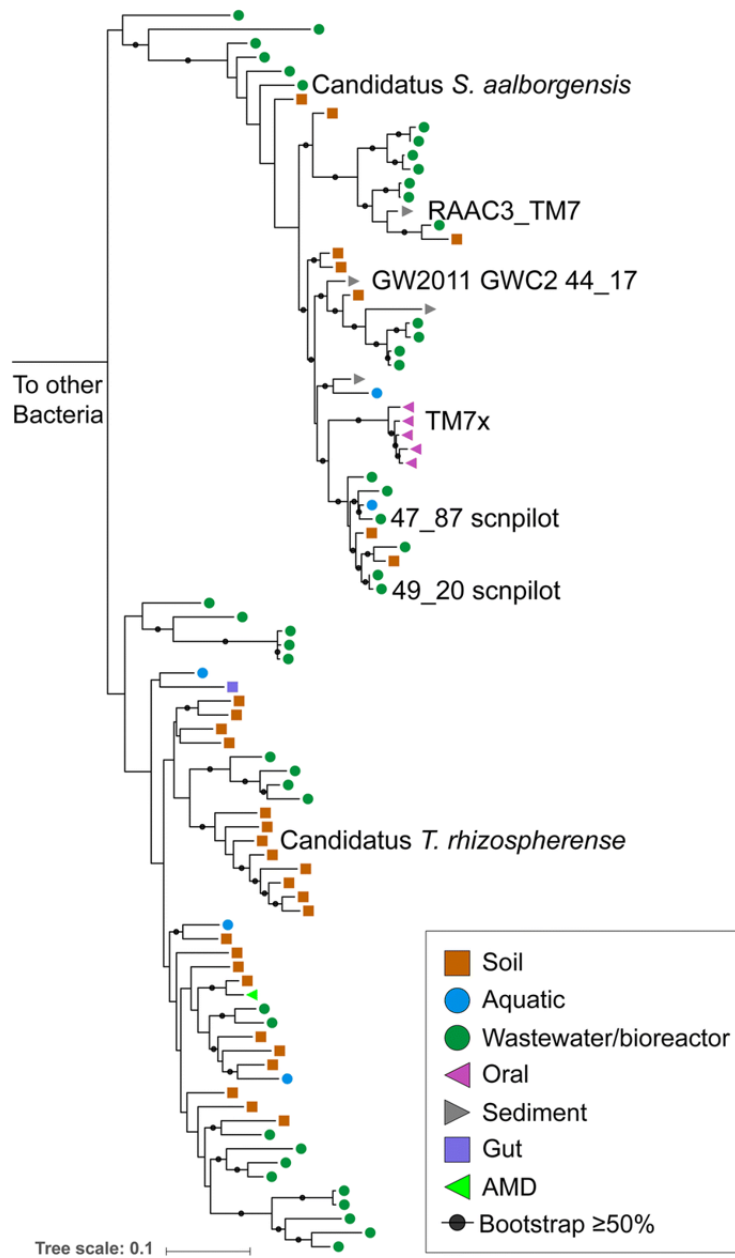 Candidatus S. aalborgensis
RAAC3_TM7
GW2011 GWC2 44_17
To other
Bacteria
TM7x
47_87 scnpilot
49_20 scnpilot
Candidatus T. rhizospherense
Soil
Aquatic
Wastewater/bioreactor
Oral
Sediment
Gut
AMD
Bootstrap ≥50%
Tree scale: 0.1